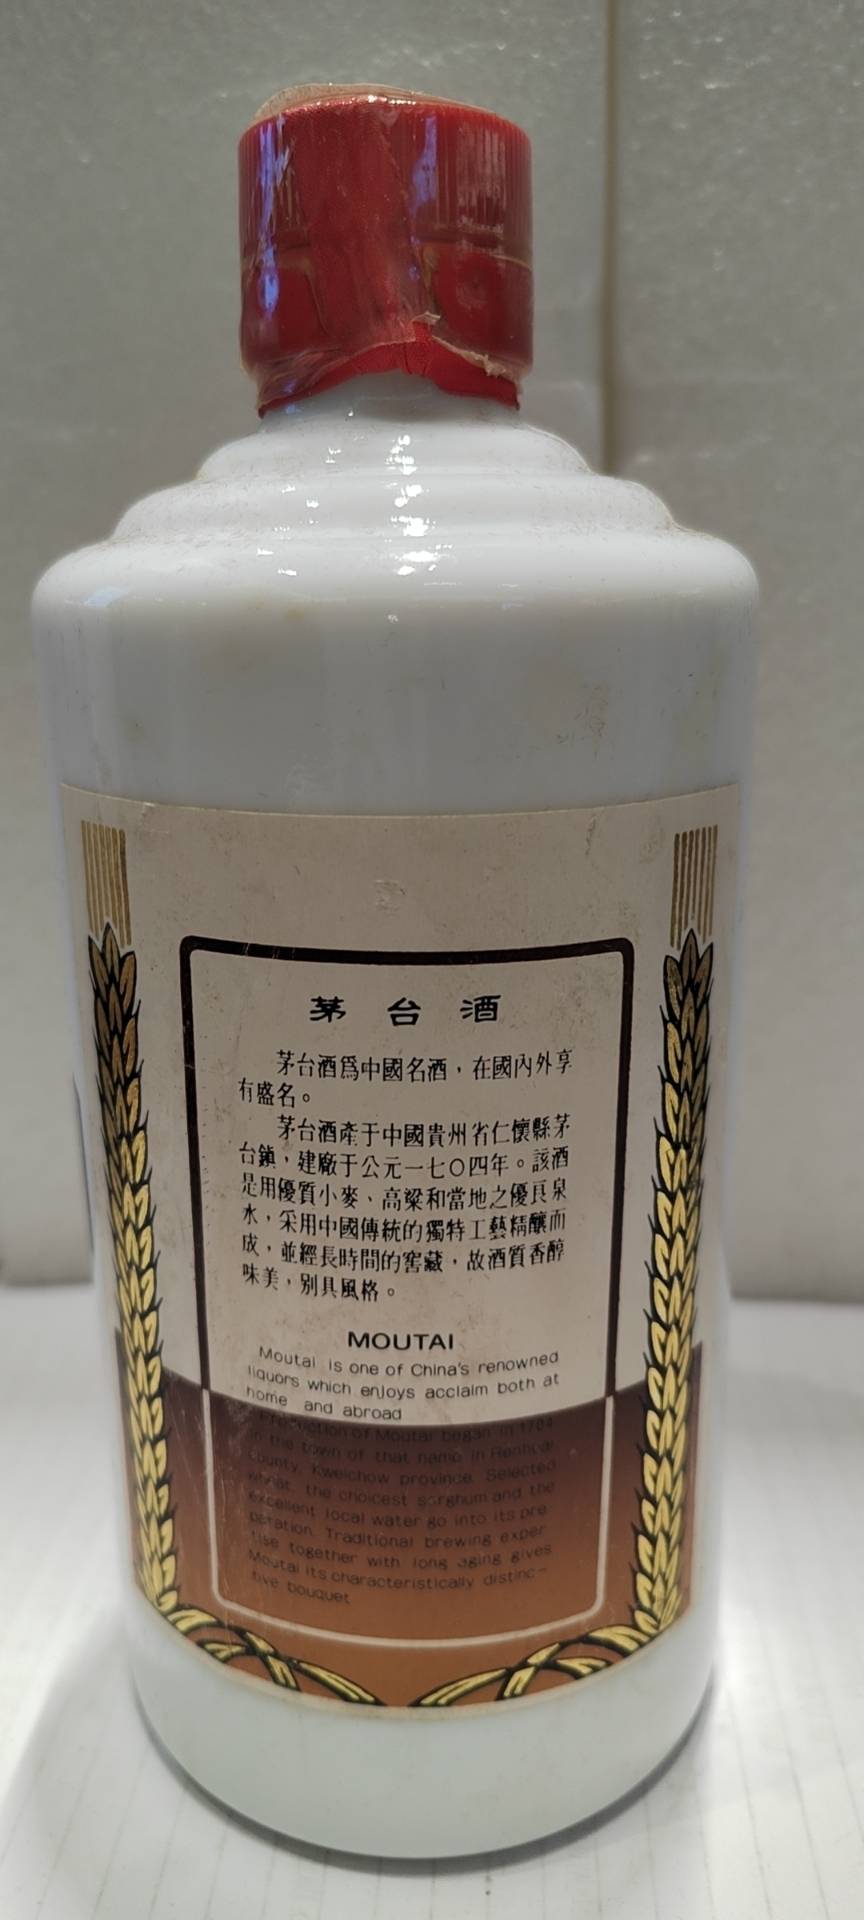 茅台酒
茅台酒爲中國名酒，在國內外享
有盛名。
茅台酒產于中國貴州省仁懷縣茅
台鎮，建廠于公元一七〇四年。該酒
是用優質小麥、高粱和當地之優良泉
水，采用中國傳統的獨特工藝精釀而
成，並經長時間的窖藏，故酒質香醇
味美，别具風格。
MOUTAI
Moutai is one of China's renowned
liquors which enjoys acclaim both at
home and abroad
Production of Moutai began in 1704
in the town of that name in Renhuai
county, Kweichow province. Selected
wheat, the choicest sorghum and the
excellent local water go into its pre
paration. Traditional brewing exper
tise together with long aging gives
Moutai its characteristically distinc-
tive bouquet